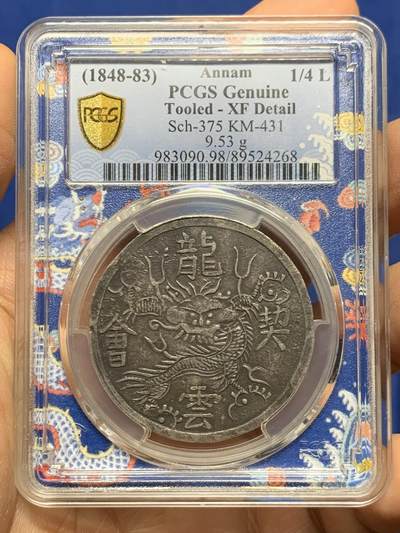 (1848-83) Annam 1/4 L
PCGS Genuine
Tooled - XF Detail
Sch-375 KM-431
9.53 g
983090.98/89524268
PCGS
龍
雲
契
會